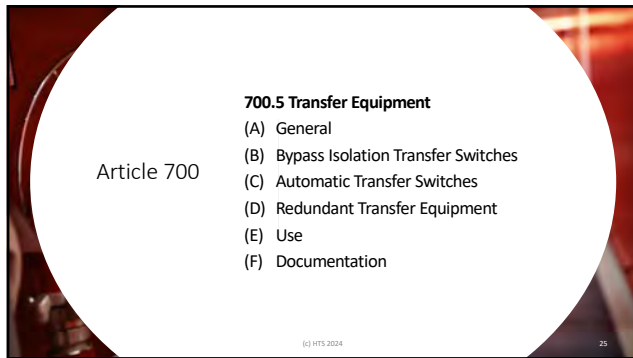 Article 700
700.5 Transfer Equipment
(A) General
(B) Bypass Isolation Transfer Switches
(C) Automatic Transfer Switches
(D) Redundant Transfer Equipment
(E) Use
(F) Documentation
(c) HTS 2024
25